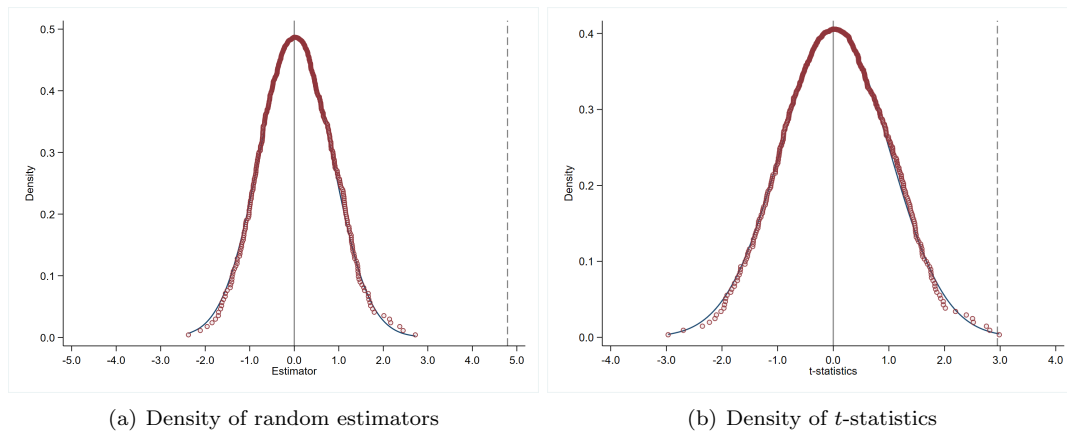 0.5
0.4
0.3
0.2
0.1
0.0
Density
-5.0 -4.0 -3.0 -2.0 -1.0 0.0 1.0 2.0 3.0 4.0 5.0
Estimator
(a) Density of random estimators
0.4
0.3
0.2
0.1
0.0
Density
-4.0 -3.0 -2.0 -1.0 0.0 1.0 2.0 3.0 4.0
t-statistics
(b) Density of t-statistics